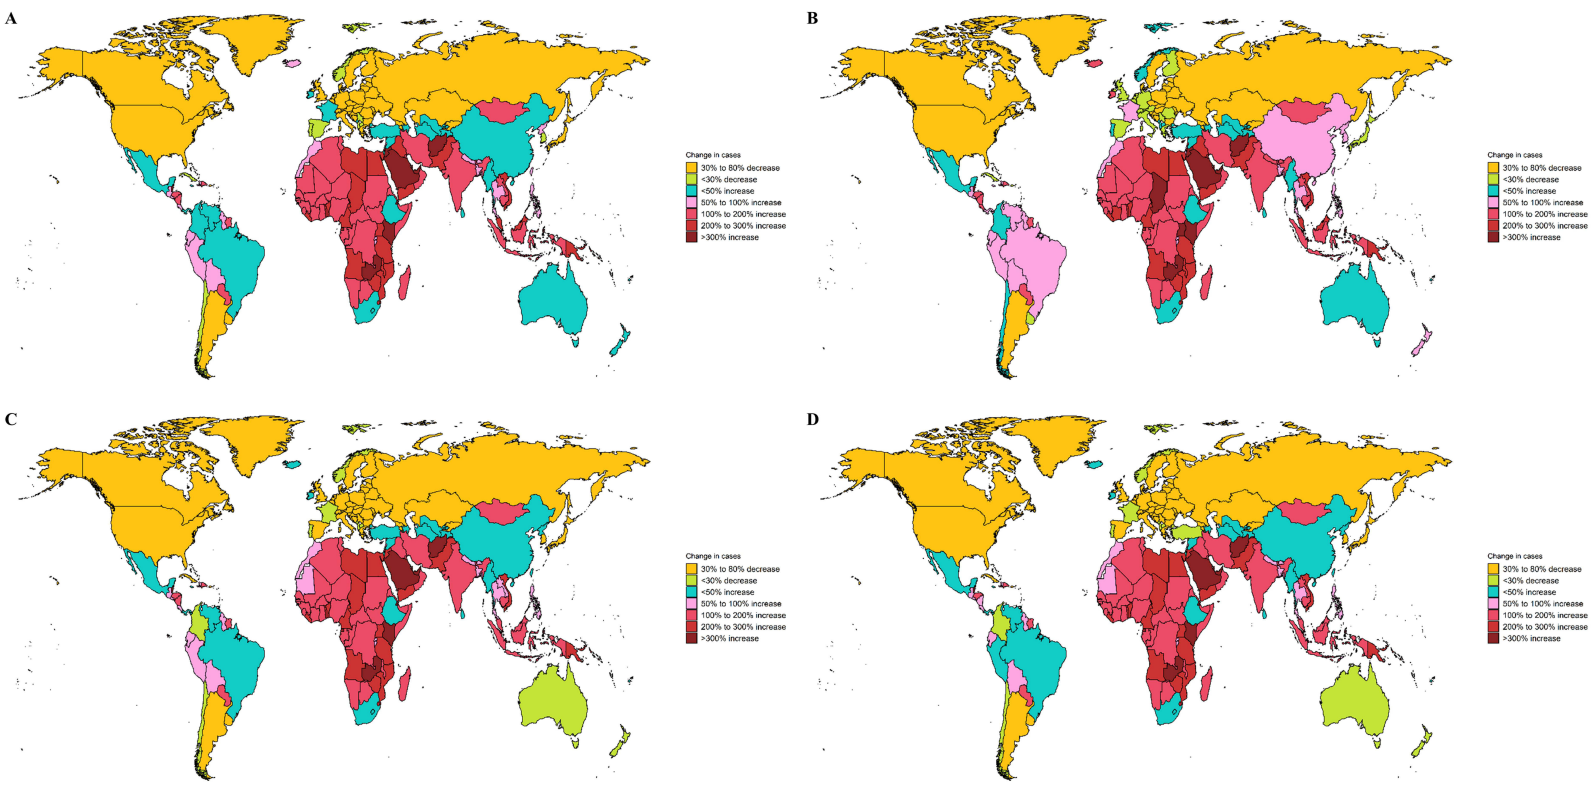 A
Change in cases
30% to 80% decrease
<30% decrease
<50% increase
50% to 100% increase
100% to 200% increase
200% to 300% increase
>300% increase
B
Change in cases
30% to 80% decrease
<30% decrease
<50% increase
50% to 100% increase
100% to 200% increase
200% to 300% increase
>300% increase
C
Change in cases
30% to 80% decrease
<30% decrease
<50% increase
50% to 100% increase
100% to 200% increase
200% to 300% increase
>300% increase
D
Change in cases
30% to 80% decrease
<30% decrease
<50% increase
50% to 100% increase
100% to 200% increase
200% to 300% increase
>300% increase